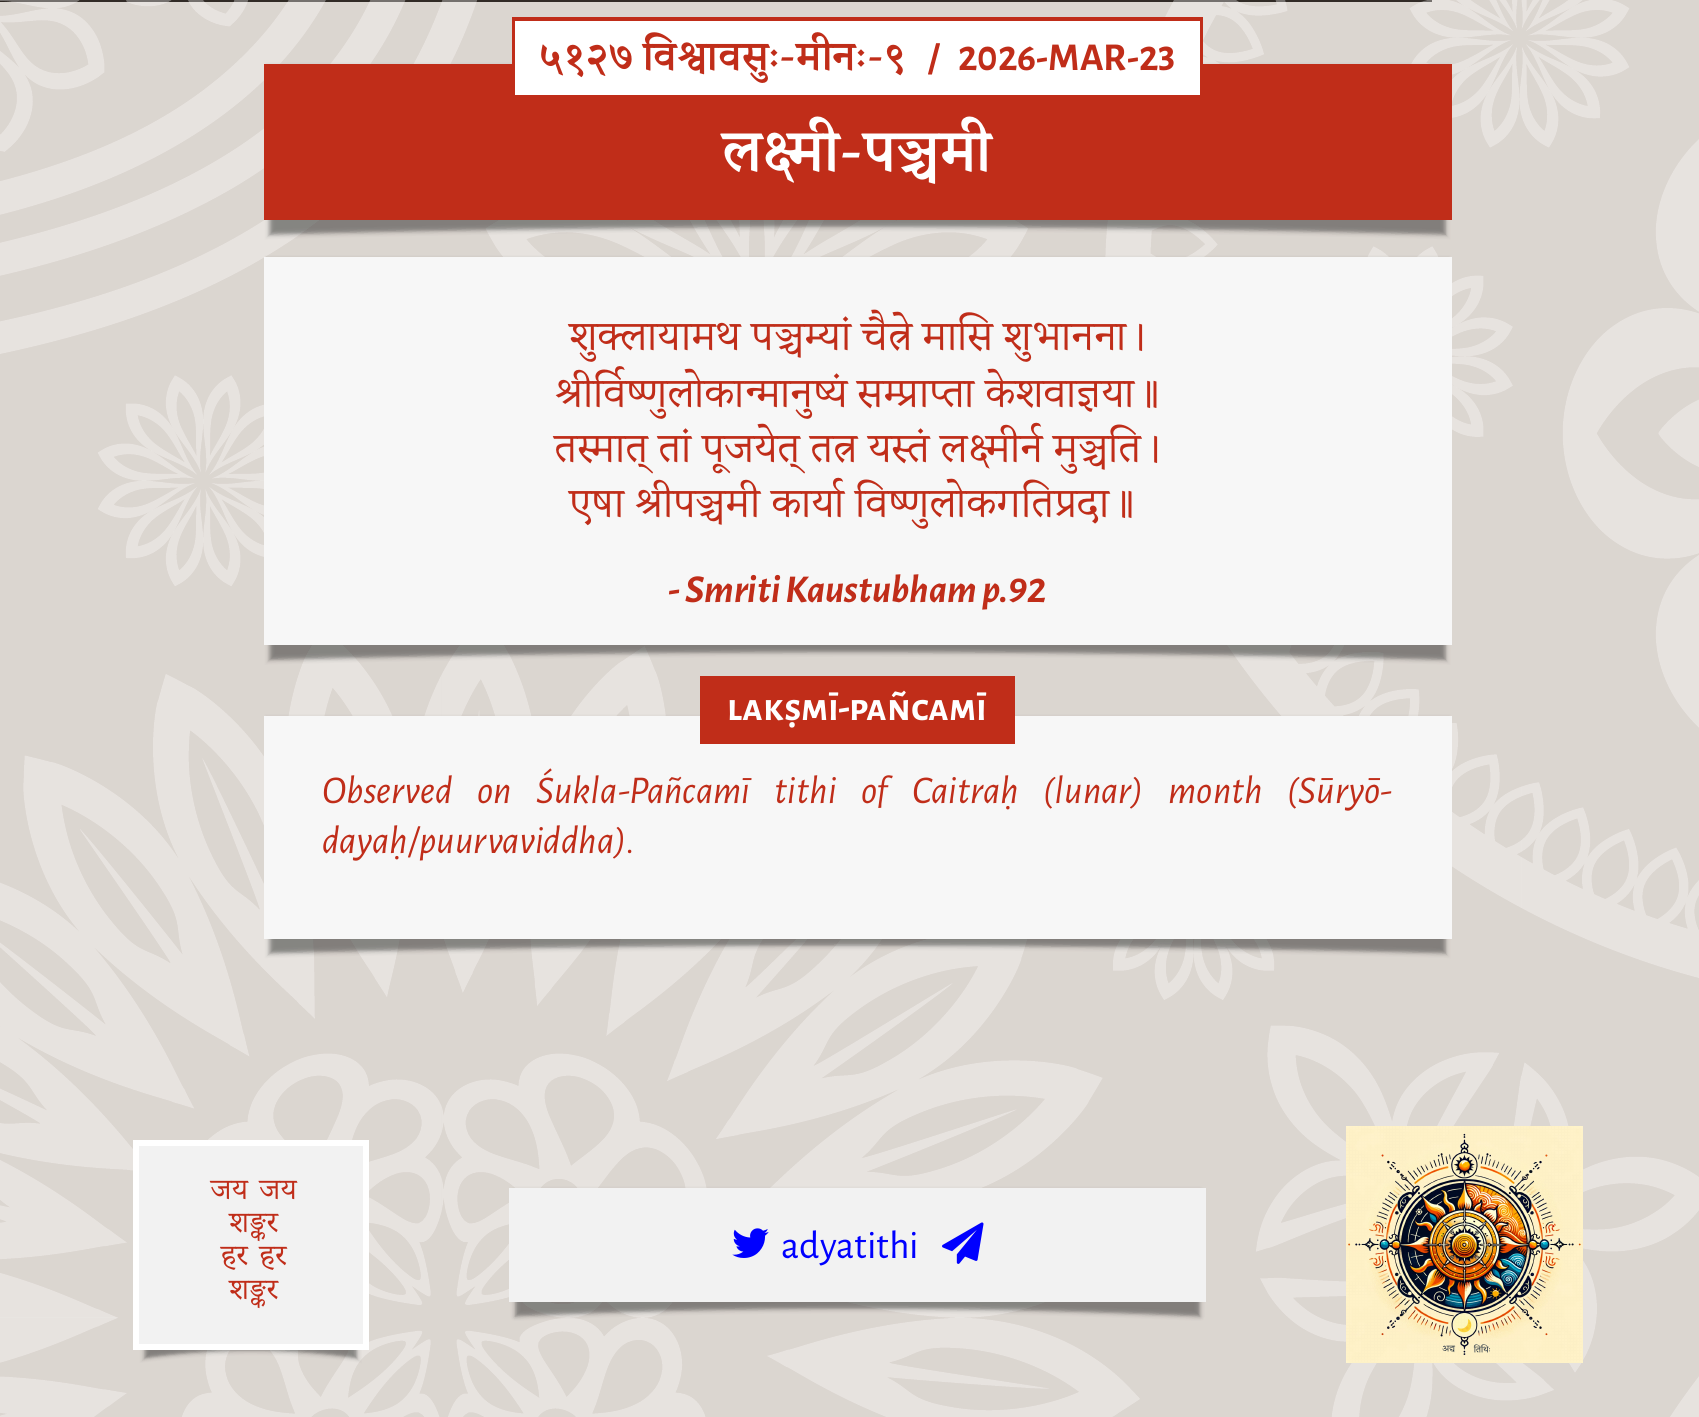 ५१२७ विश्वावसुः-मीनः-९ / 2026-MAR-23
लक्ष्मी-पञ्चमी
शुक्लायामथ पञ्चम्यां चैत्रे मासि शुभानना।
श्रीर्विष्णुलोकान्मानुष्यं सम्प्राप्ता केशवाज्ञया॥
तस्मात् तां पूजयेत् तत्र यस्तं लक्ष्मीर्न मुञ्चति।
एषा श्रीपञ्चमी कार्या विष्णुलोकगतिप्रदा॥
- Smriti Kaustubham p.92
LAKṢMĪ-PAÑCAMĪ
Observed on Śukla-Pañcamī tithi of Caitraḥ (lunar) month (Sūryō-
dayaḥ/puurvaviddha).
जय जय
शङ्कर
हर हर
शङ्कर
adyatithi
अद्य तिथिः